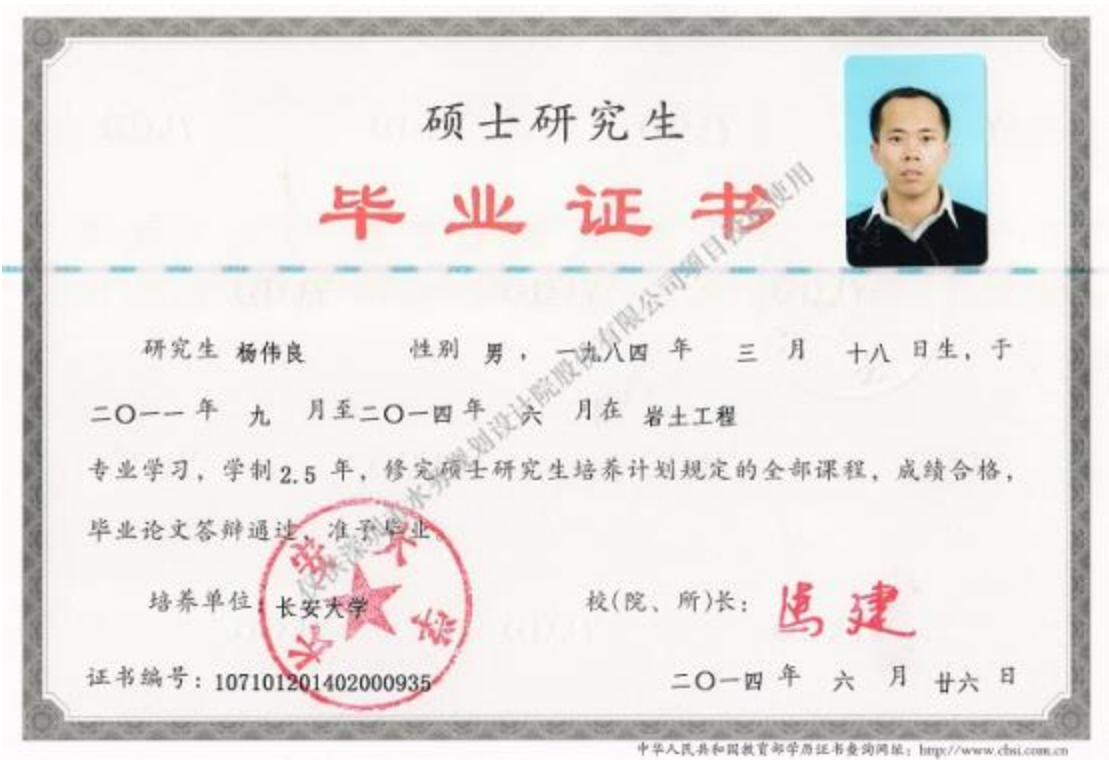 硕士研究生
毕业证书
研究生 杨伟良 性别 男，一九八四 年 三 月 十八 日生，于
二〇一一 年 九 月至二〇一四 年 六 月在 岩土工程
专业学习，学制2.5 年，修完硕士研究生培养计划规定的全部课程，成绩合格，
毕业论文答辩通过，准予毕业。
培养单位：长安大学
校(院、所)长：
证书编号：107101201402000935
二〇一四 年 六 月 廿六 日
中华人民共和国教育部学历证书查询网址：http://www.chsi.com.cn
长安大学